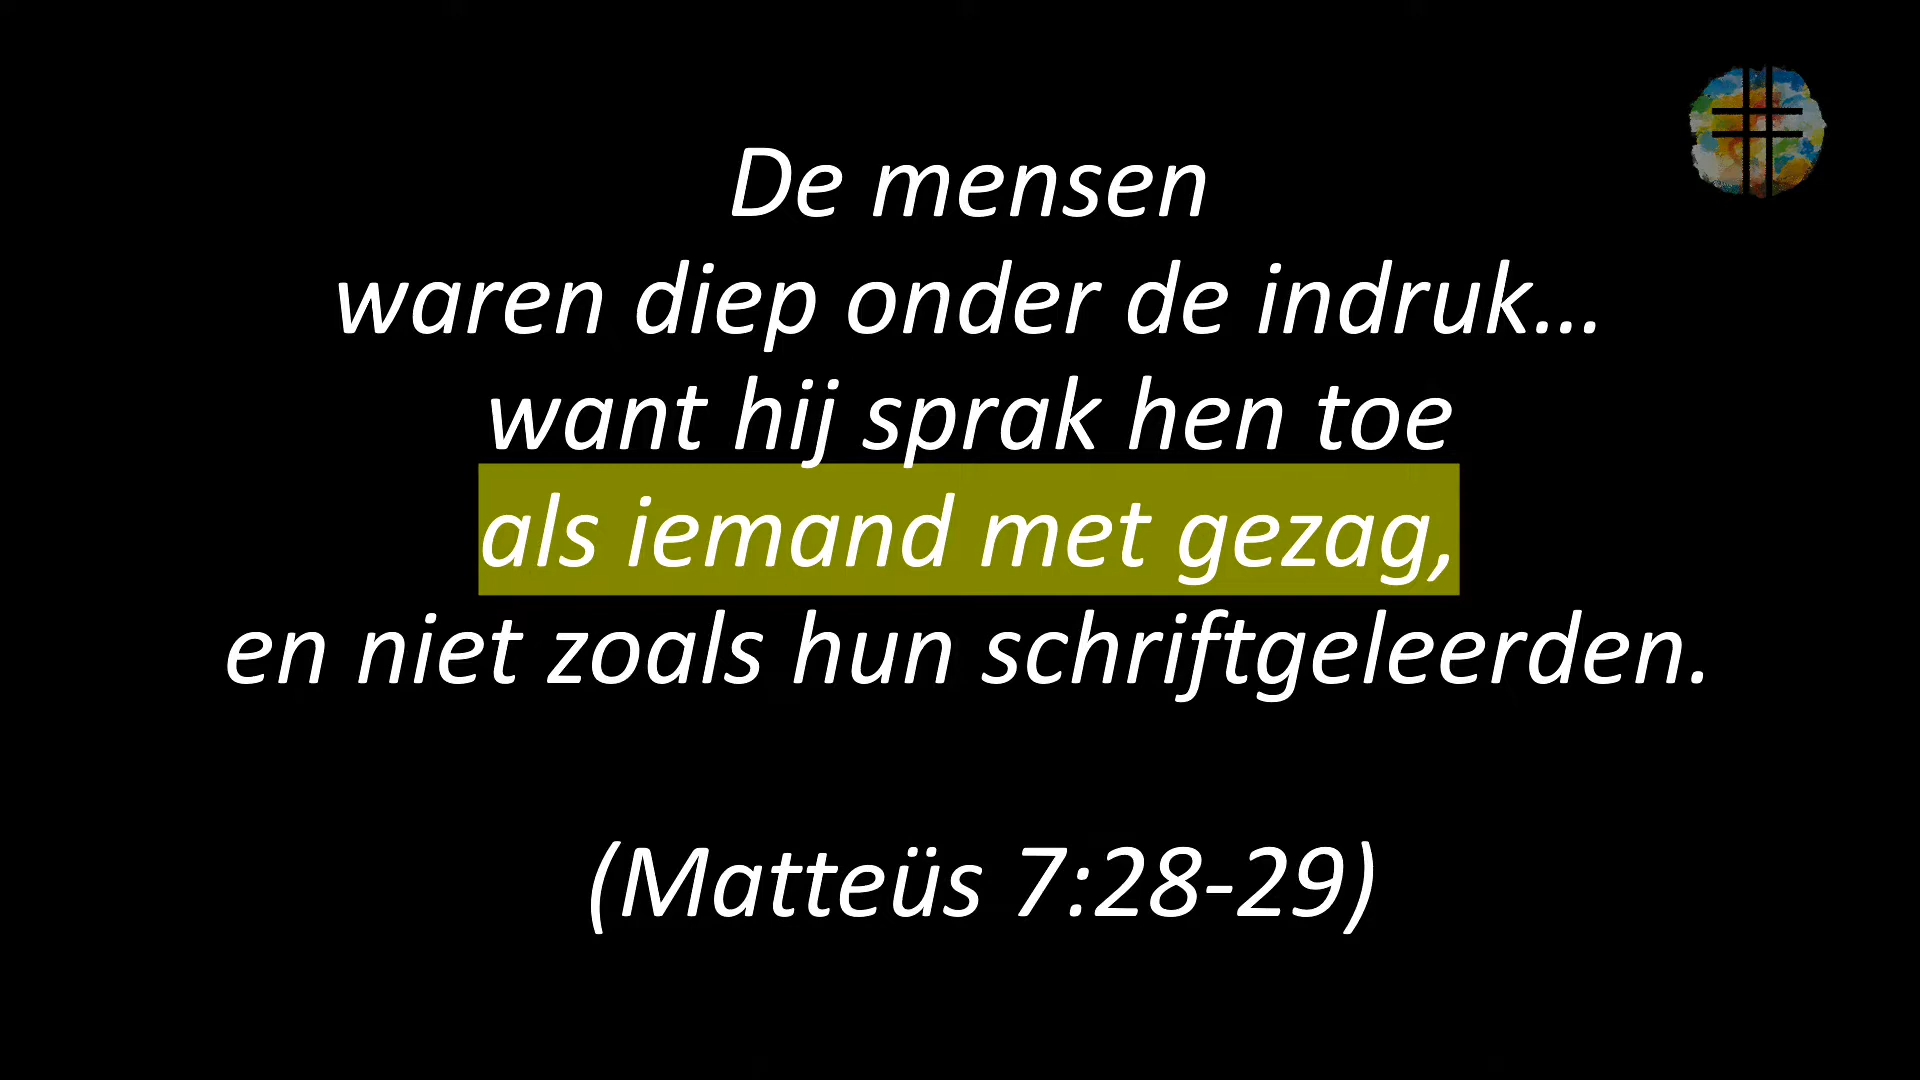 De mensen
waren diep onder de indruk...
want hij sprak hen toe
als iemand met gezag,
en niet zoals hun schriftgeleerden.
(Matteüs 7:28-29)